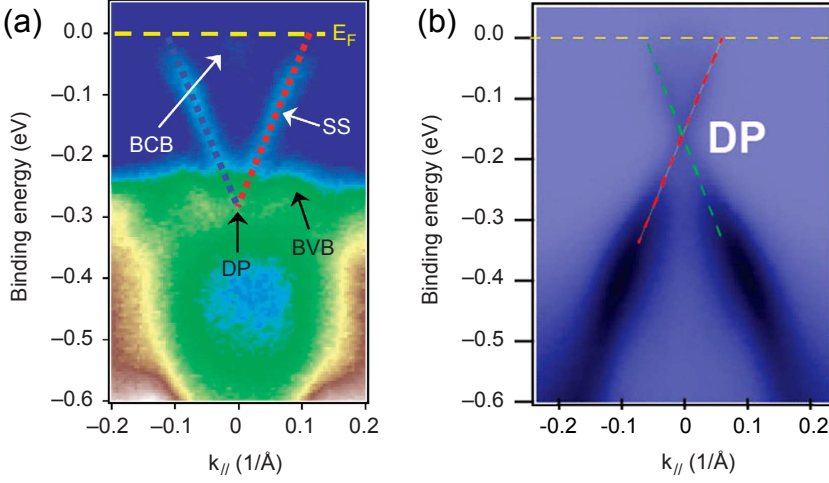 (a)
0.0
–0.1
–0.2
–0.3
–0.4
–0.5
–0.6
Binding energy (eV)
E_F
BCB
SS
BVB
DP
–0.2
–0.1
0
0.1
0.2
k// (1/Å)
(b)
0.0
–0.1
–0.2
–0.3
–0.4
–0.5
–0.6
Binding energy (eV)
DP
-0.2
-0.1
0
0.1
0.2
k// (1/Å)